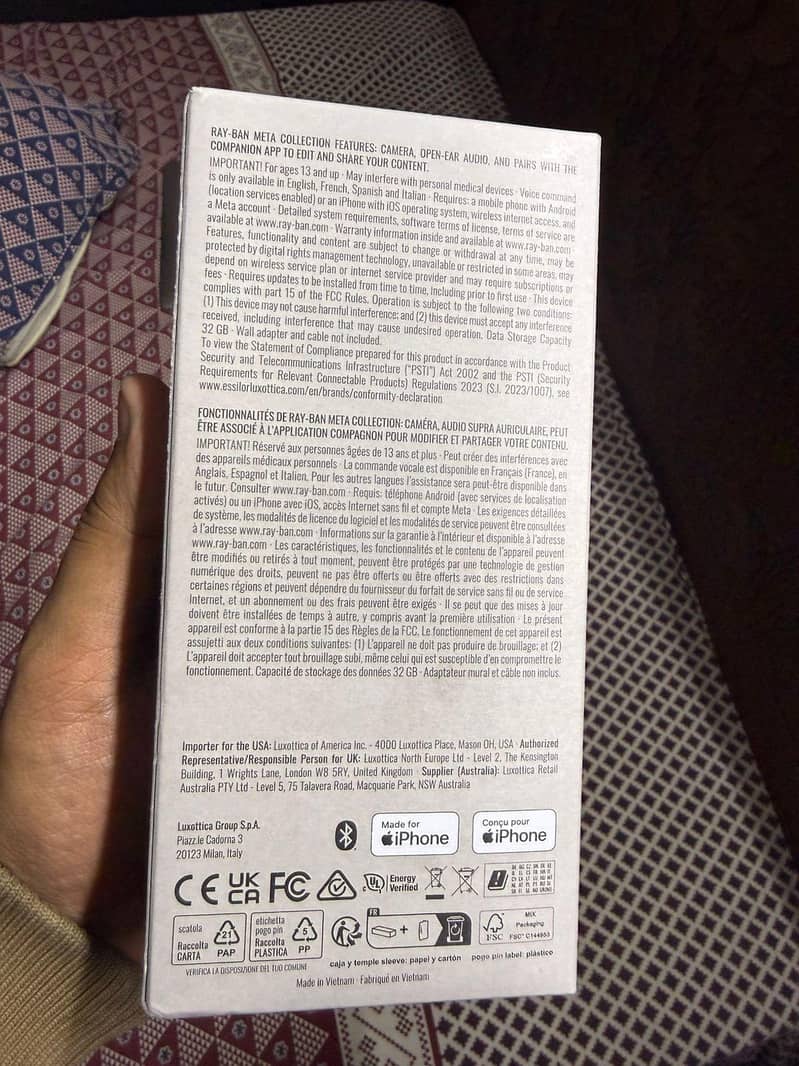 RAY-BAN META COLLECTION FEATURES: CAMERA, OPEN-EAR AUDIO, AND PAIRS WITH THE
COMPANION APP TO EDIT AND SHARE YOUR CONTENT.
IMPORTANT! For ages 13 and up · May interfere with personal medical devices · Voice command
is only available in English, French, Spanish and Italian · Requires: a mobile phone with Android
(location services enabled) or an iPhone with iOS operating system, wireless internet access, and
a Meta account · Detailed system requirements, software terms of license, terms of service are
available at www.ray-ban.com · Warranty information inside and available at www.ray-ban.com ·
Features, functionality and content are subject to change or withdrawal at any time, may be
protected by digital rights management technology, unavailable or restricted in some areas, may
depend on wireless service plan or internet service provider and may require subscriptions or
fees · Requires updates to be installed from time to time, including prior to first use · This device
complies with part 15 of the FCC Rules. Operation is subject to the following two conditions:
(1) This device may not cause harmful interference; and (2) this device must accept any interference
received, including interference that may cause undesired operation. Data Storage Capacity
32 GB · Wall adapter and cable not included.
To view the Statement of Compliance prepared for this product in accordance with the Product
Security and Telecommunications Infrastructure ("PSTI") Act 2002 and the PSTI (Security
Requirements for Relevant Connectable Products) Regulations 2023 (S.I. 2023/1007), see
www.essilorluxottica.com/en/brands/conformity-declaration
FONCTIONNALITÉS DE RAY-BAN META COLLECTION: CAMÉRA, AUDIO SUPRA AURICULAIRE, PEUT
ÊTRE ASSOCIÉ À L'APPLICATION COMPAGNON POUR MODIFIER ET PARTAGER VOTRE CONTENU.
IMPORTANT! Réservé aux personnes âgées de 13 ans et plus · Peut créer des interférences avec
des appareils médicaux personnels · La commande vocale est disponible en Français (France), en
Anglais, Espagnol et Italien. Pour les autres langues l'assistance sera peut-être disponible dans
le futur. Consulter www.ray-ban.com · Requis: téléphone Android (avec services de localisation
activés) ou un iPhone avec iOS, accès Internet sans fil et compte Meta · Les exigences détaillées
de système, les modalités de licence du logiciel et les modalités de service peuvent être consultées
à l'adresse www.ray-ban.com · Informations sur la garantie à l'intérieur et disponible à l'adresse
www.ray-ban.com · Les caractéristiques, les fonctionnalités et le contenu de l'appareil peuvent
être modifiés ou retirés à tout moment, peuvent être protégés par une technologie de gestion
numérique des droits, peuvent ne pas être offerts ou être offerts avec des restrictions dans
certaines régions et peuvent dépendre du fournisseur du forfait de service sans fil ou de service
Internet, et un abonnement ou des frais peuvent être exigés · Il se peut que des mises à jour
doivent être installées de temps à autre, y compris avant la première utilisation · Le présent
appareil est conforme à la partie 15 des Règles de la FCC. Le fonctionnement de cet appareil est
assujetti aux deux conditions suivantes: (1) L'appareil ne doit pas produire de brouillage; et (2)
L'appareil doit accepter tout brouillage subi, même celui qui est susceptible d'en compromettre le
fonctionnement. Capacité de stockage des données 32 GB · Adaptateur mural et câble non inclus.
Importer for the USA: Luxottica of America Inc. - 4000 Luxottica Place, Mason OH, USA · Authorized
Representative/Responsible Person for UK: Luxottica North Europe Ltd - Level 2, The Kensington
Building, 1 Wrights Lane, London W8 5RY, United Kingdom · Supplier (Australia): Luxottica Retail
Australia PTY Ltd - Level 5, 75 Talavera Road, Macquarie Park, NSW Australia
Luxottica Group S.p.A.
Piazz.le Cadorna 3
20123 Milan, Italy
Made for
iPhone
Conçu pour
iPhone
CE UK CA FC UL Energy Verified
scatola
Raccolta
CARTA
21
PAP
etichetta
pogo pin
Raccolta
PLASTICA
5
PP
FR
+
FSC
MIX
Packaging
FSC® C144853
VERIFICA LA DISPOSIZIONE DEL TUO COMUNE
caja y temple sleeve: papel y cartón pogo pin label: plástico
Made in Vietnam · Fabriqué en Vietnam